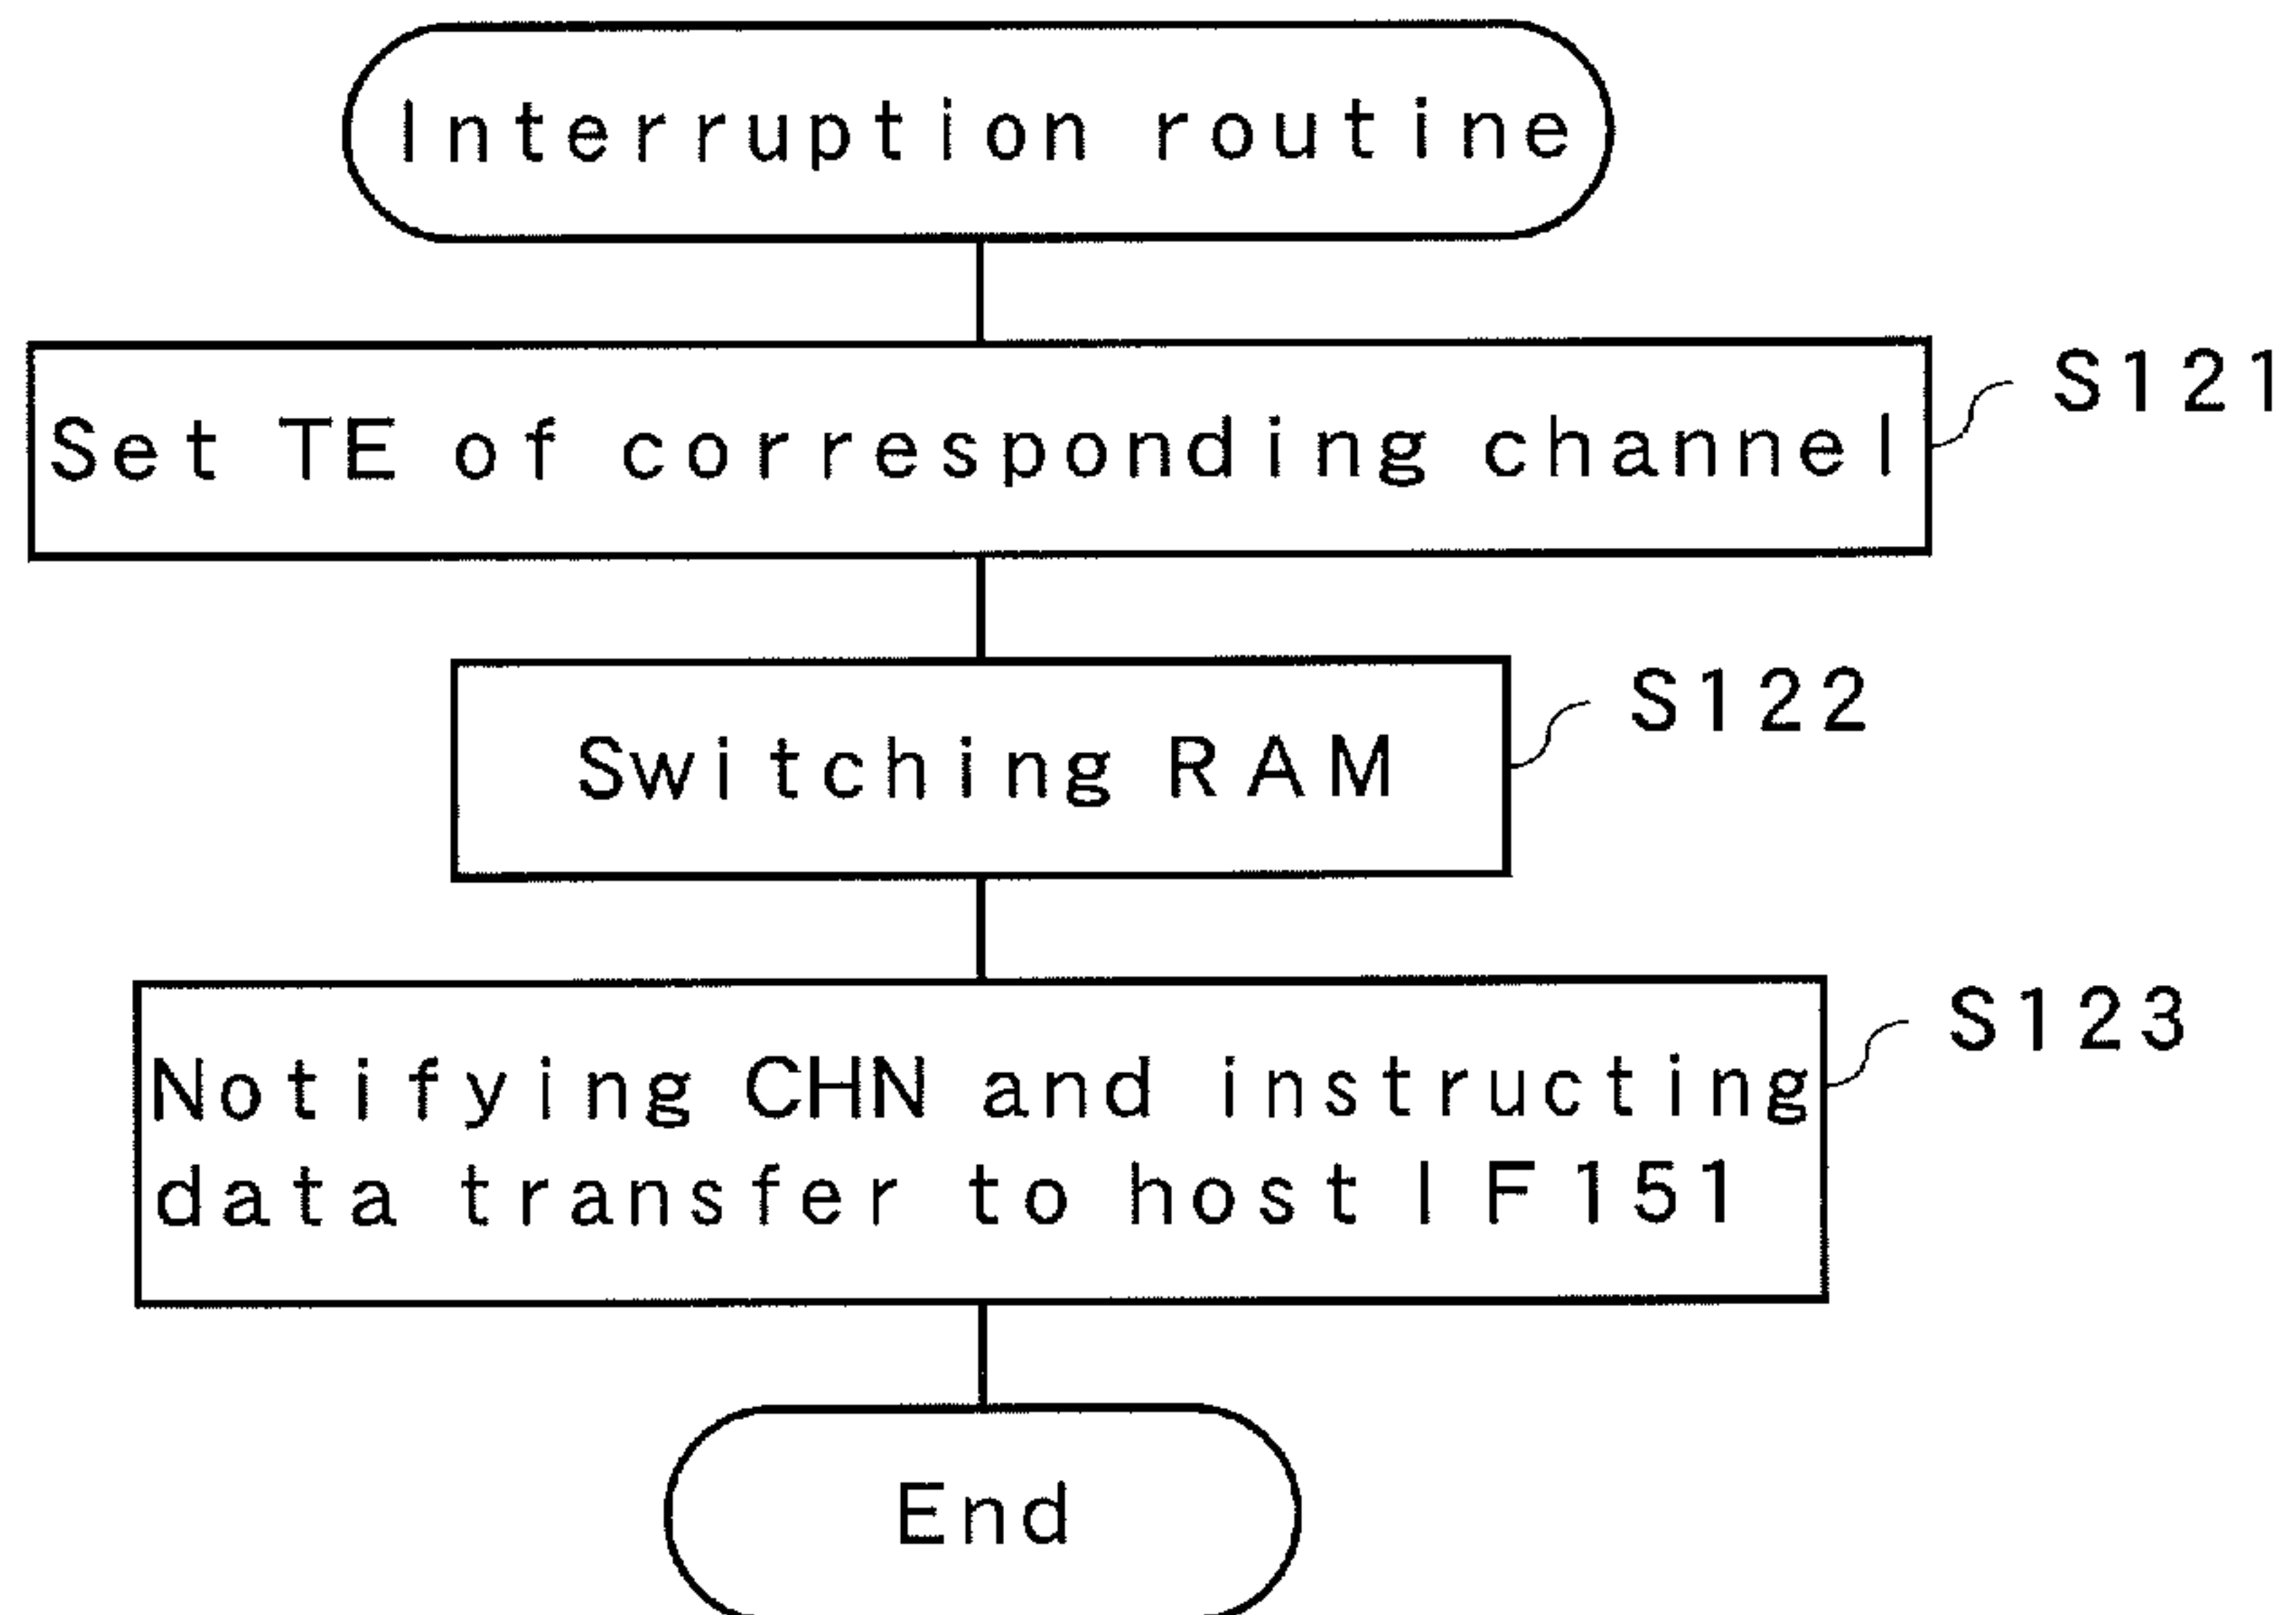 Interruption routine
Set TE of corresponding channel
S121
Switching RAM
S122
Notifying CHN and instructing
data transfer to host IF151
S123
End